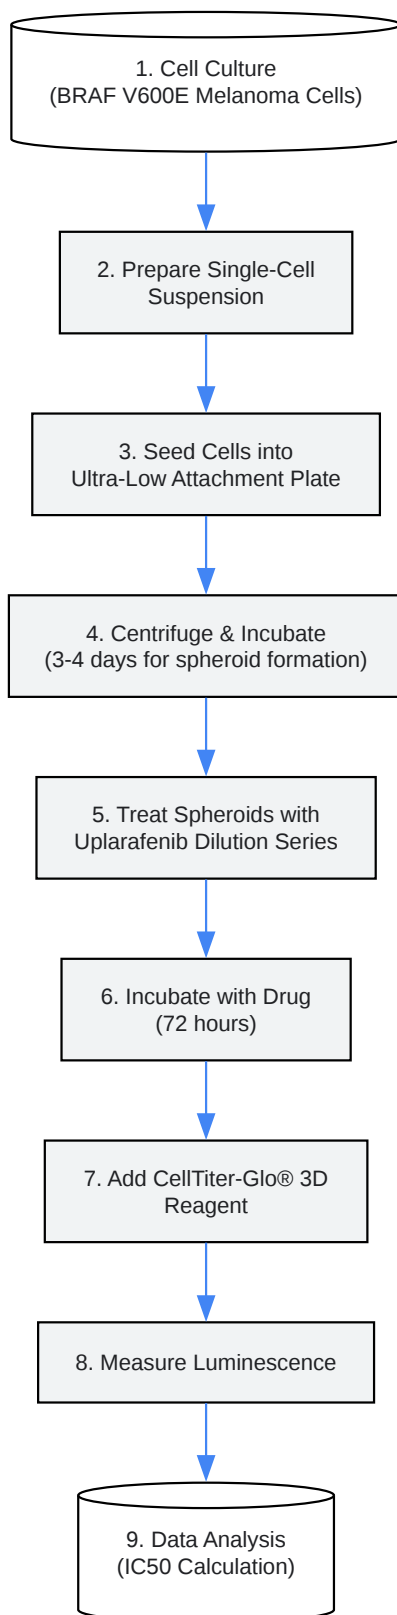 1. Cell Culture
(BRAF V600E Melanoma Cells)
2. Prepare Single-Cell
Suspension
3. Seed Cells into
Ultra-Low Attachment Plate
4. Centrifuge & Incubate
(3-4 days for spheroid formation)
5. Treat Spheroids with
Uplarafenib Dilution Series
6. Incubate with Drug
(72 hours)
7. Add CellTiter-Glo® 3D
Reagent
8. Measure Luminescence
9. Data Analysis
(IC50 Calculation)